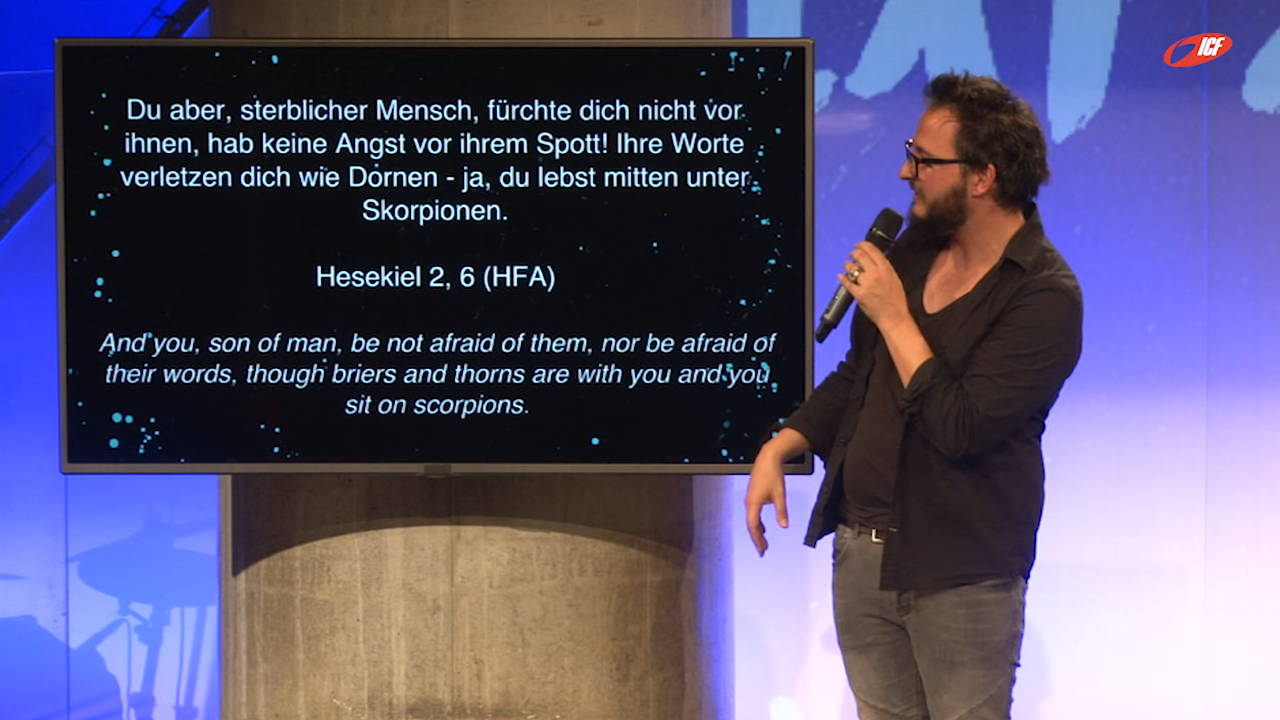 ICF
Du aber, sterblicher Mensch, fürchte dich nicht vor
ihnen, hab keine Angst vor ihrem Spott! Ihre Worte
verletzen dich wie Dornen - ja, du lebst mitten unter
Skorpionen.
Hesekiel 2, 6 (HFA)
And you, son of man, be not afraid of them, nor be afraid of
their words, though briers and thorns are with you and you
sit on scorpions.